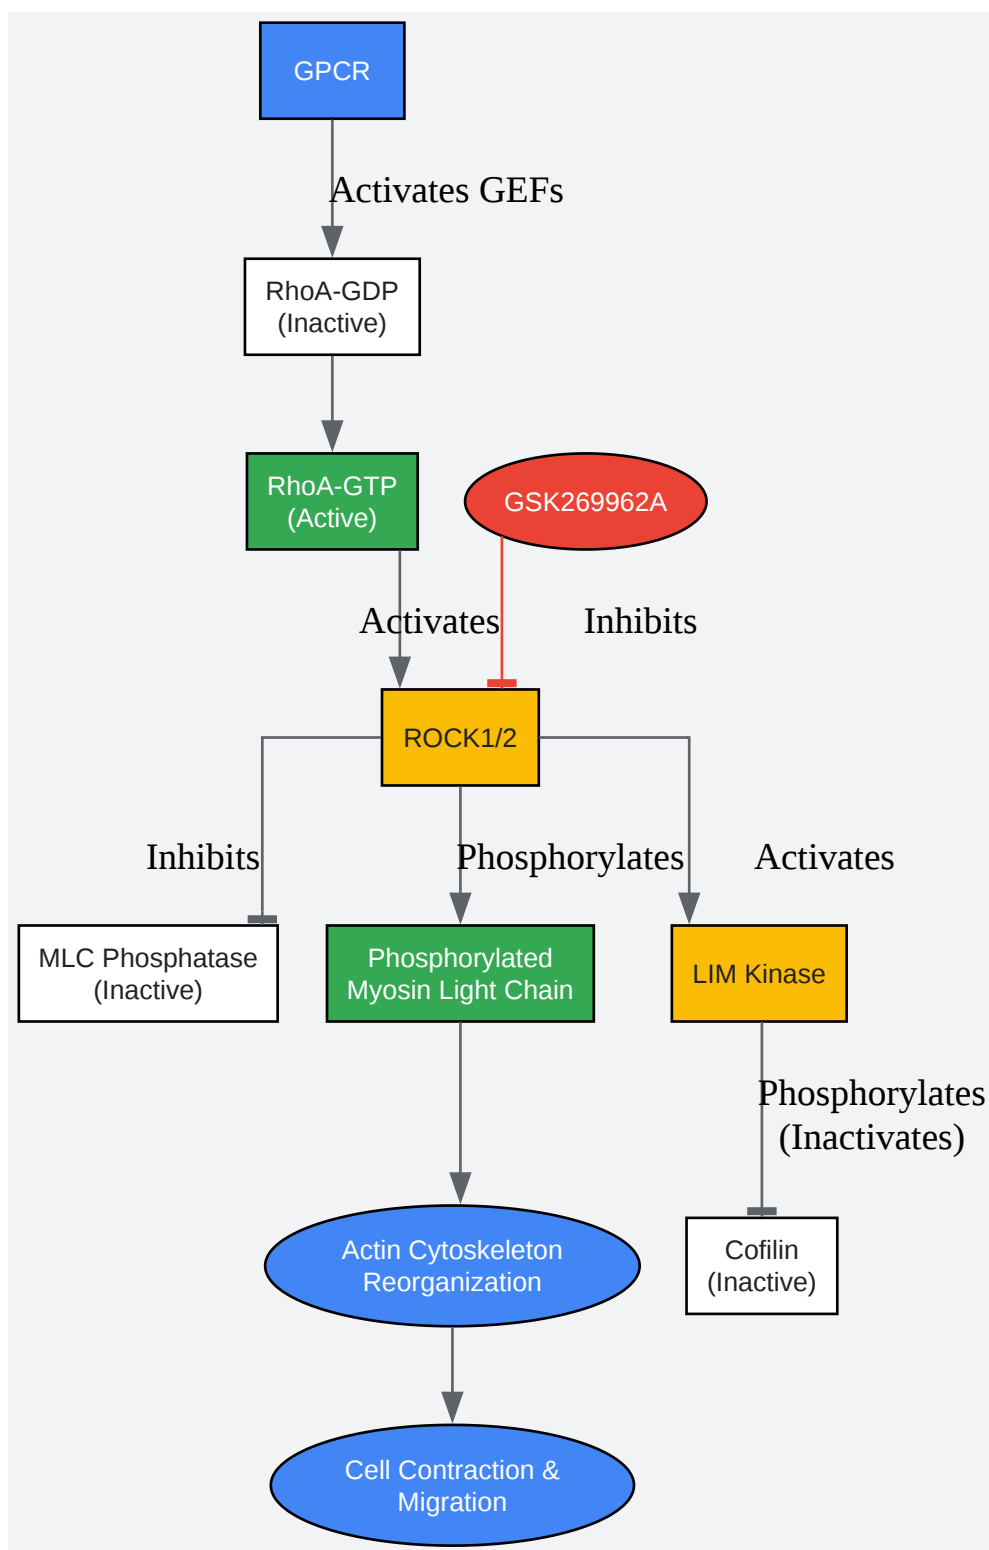 GPCR
Activates GEFs
RhoA-GDP
(Inactive)
RhoA-GTP
(Active)
GSK269962A
Activates
Inhibits
ROCK1/2
Inhibits
Phosphorylates
Activates
MLC Phosphatase
(Inactive)
Phosphorylated
Myosin Light Chain
LIM Kinase
Phosphorylates
(Inactivates)
Actin Cytoskeleton
Reorganization
Cofilin
(Inactive)
Cell Contraction &
Migration